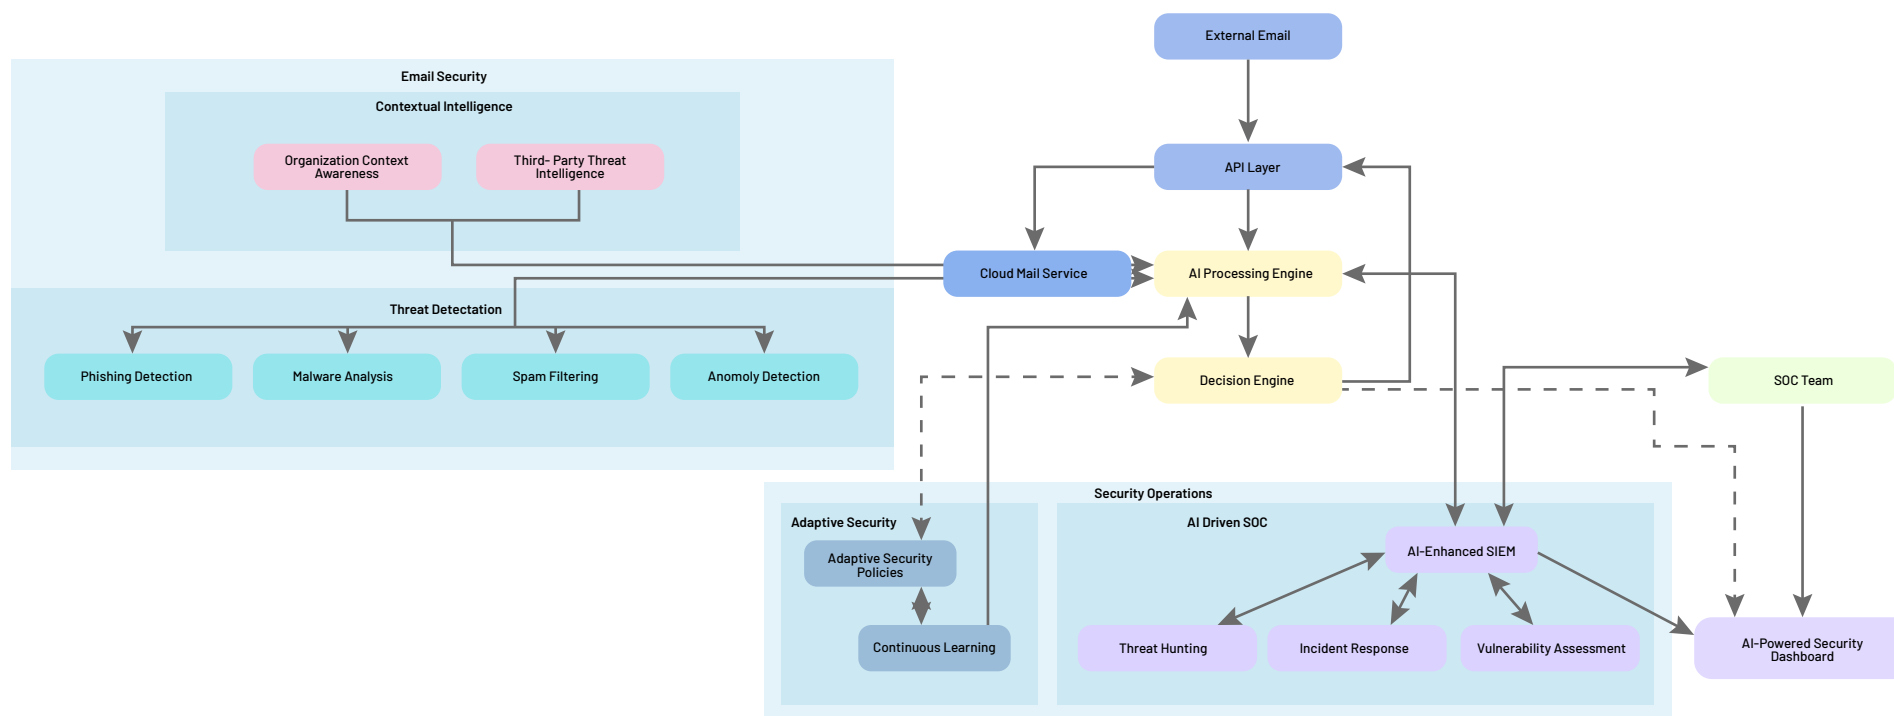 External Email
Email Security
Contextual Intelligence
Organization Context
Awareness
Third- Party Threat
Intelligence
API Layer
Cloud Mail Service
AI Processing Engine
Threat Detectation
Phishing Detection
Malware Analysis
Spam Filtering
Anomoly Detection
Decision Engine
SOC Team
Security Operations
Adaptive Security
AI Driven SOC
Adaptive Security
Policies
AI-Enhanced SIEM
Continuous Learning
Threat Hunting
Incident Response
Vulnerability Assessment
AI-Powered Security
Dashboard